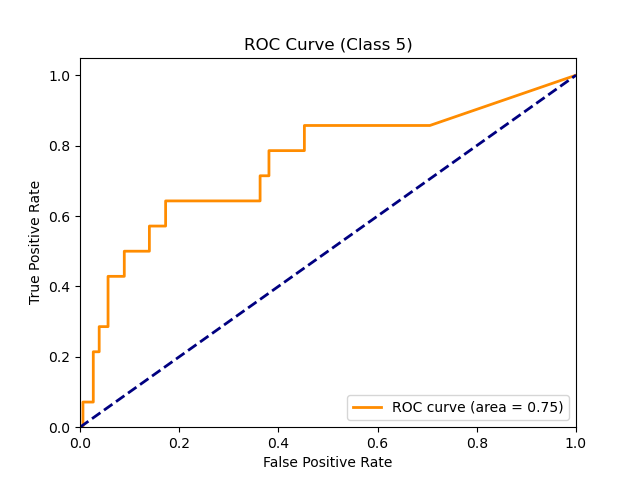 ROC Curve (Class 5)
True Positive Rate
1.0
0.8
0.6
0.4
0.2
0.0
ROC curve (area = 0.75)
0.0 0.2 0.4 0.6 0.8 1.0
False Positive Rate